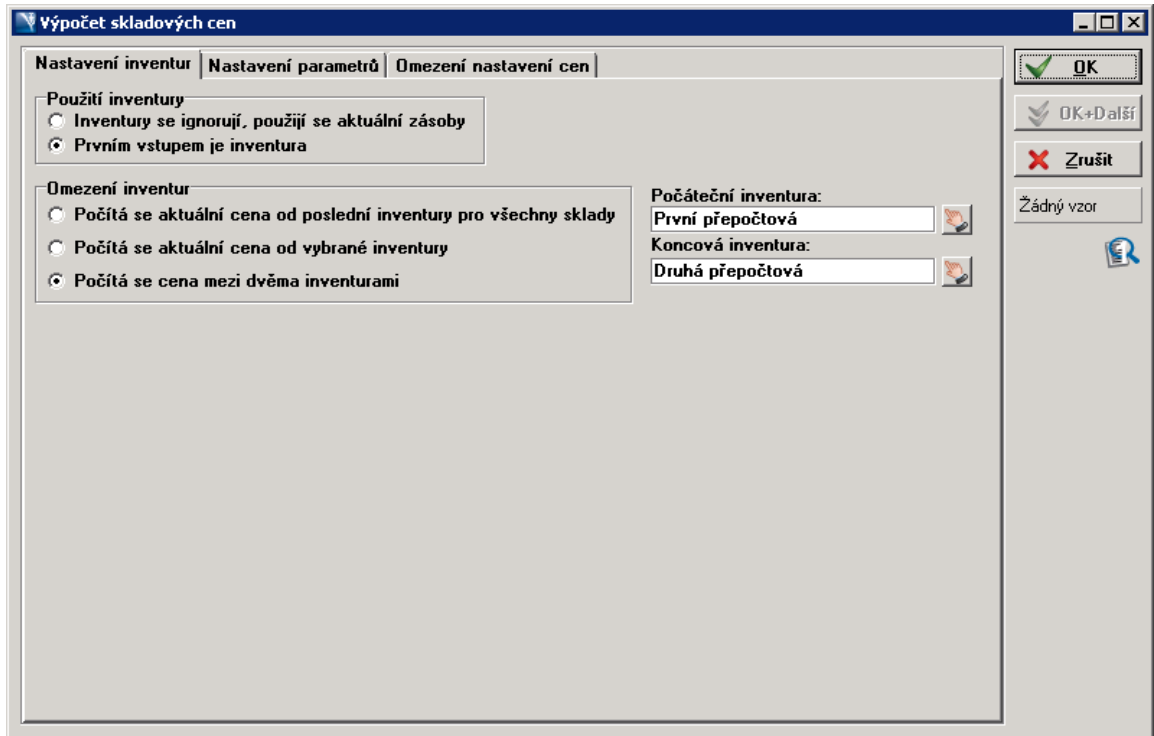 Výpočet skladových cen
Nastavení inventur
Nastavení parametrů
Omezení nastavení cen
Použití inventury
Inventury se ignorují, použijí se aktuální zásoby
Prvním vstupem je inventura
Omezení inventur
Počítá se aktuální cena od poslední inventury pro všechny sklady
Počítá se aktuální cena od vybrané inventury
Počítá se cena mezi dvěma inventurami
Počáteční inventura:
První přepočtová
Koncová inventura:
Druhá přepočtová
OK
OK+Další
Zrušit
Žádný vzor